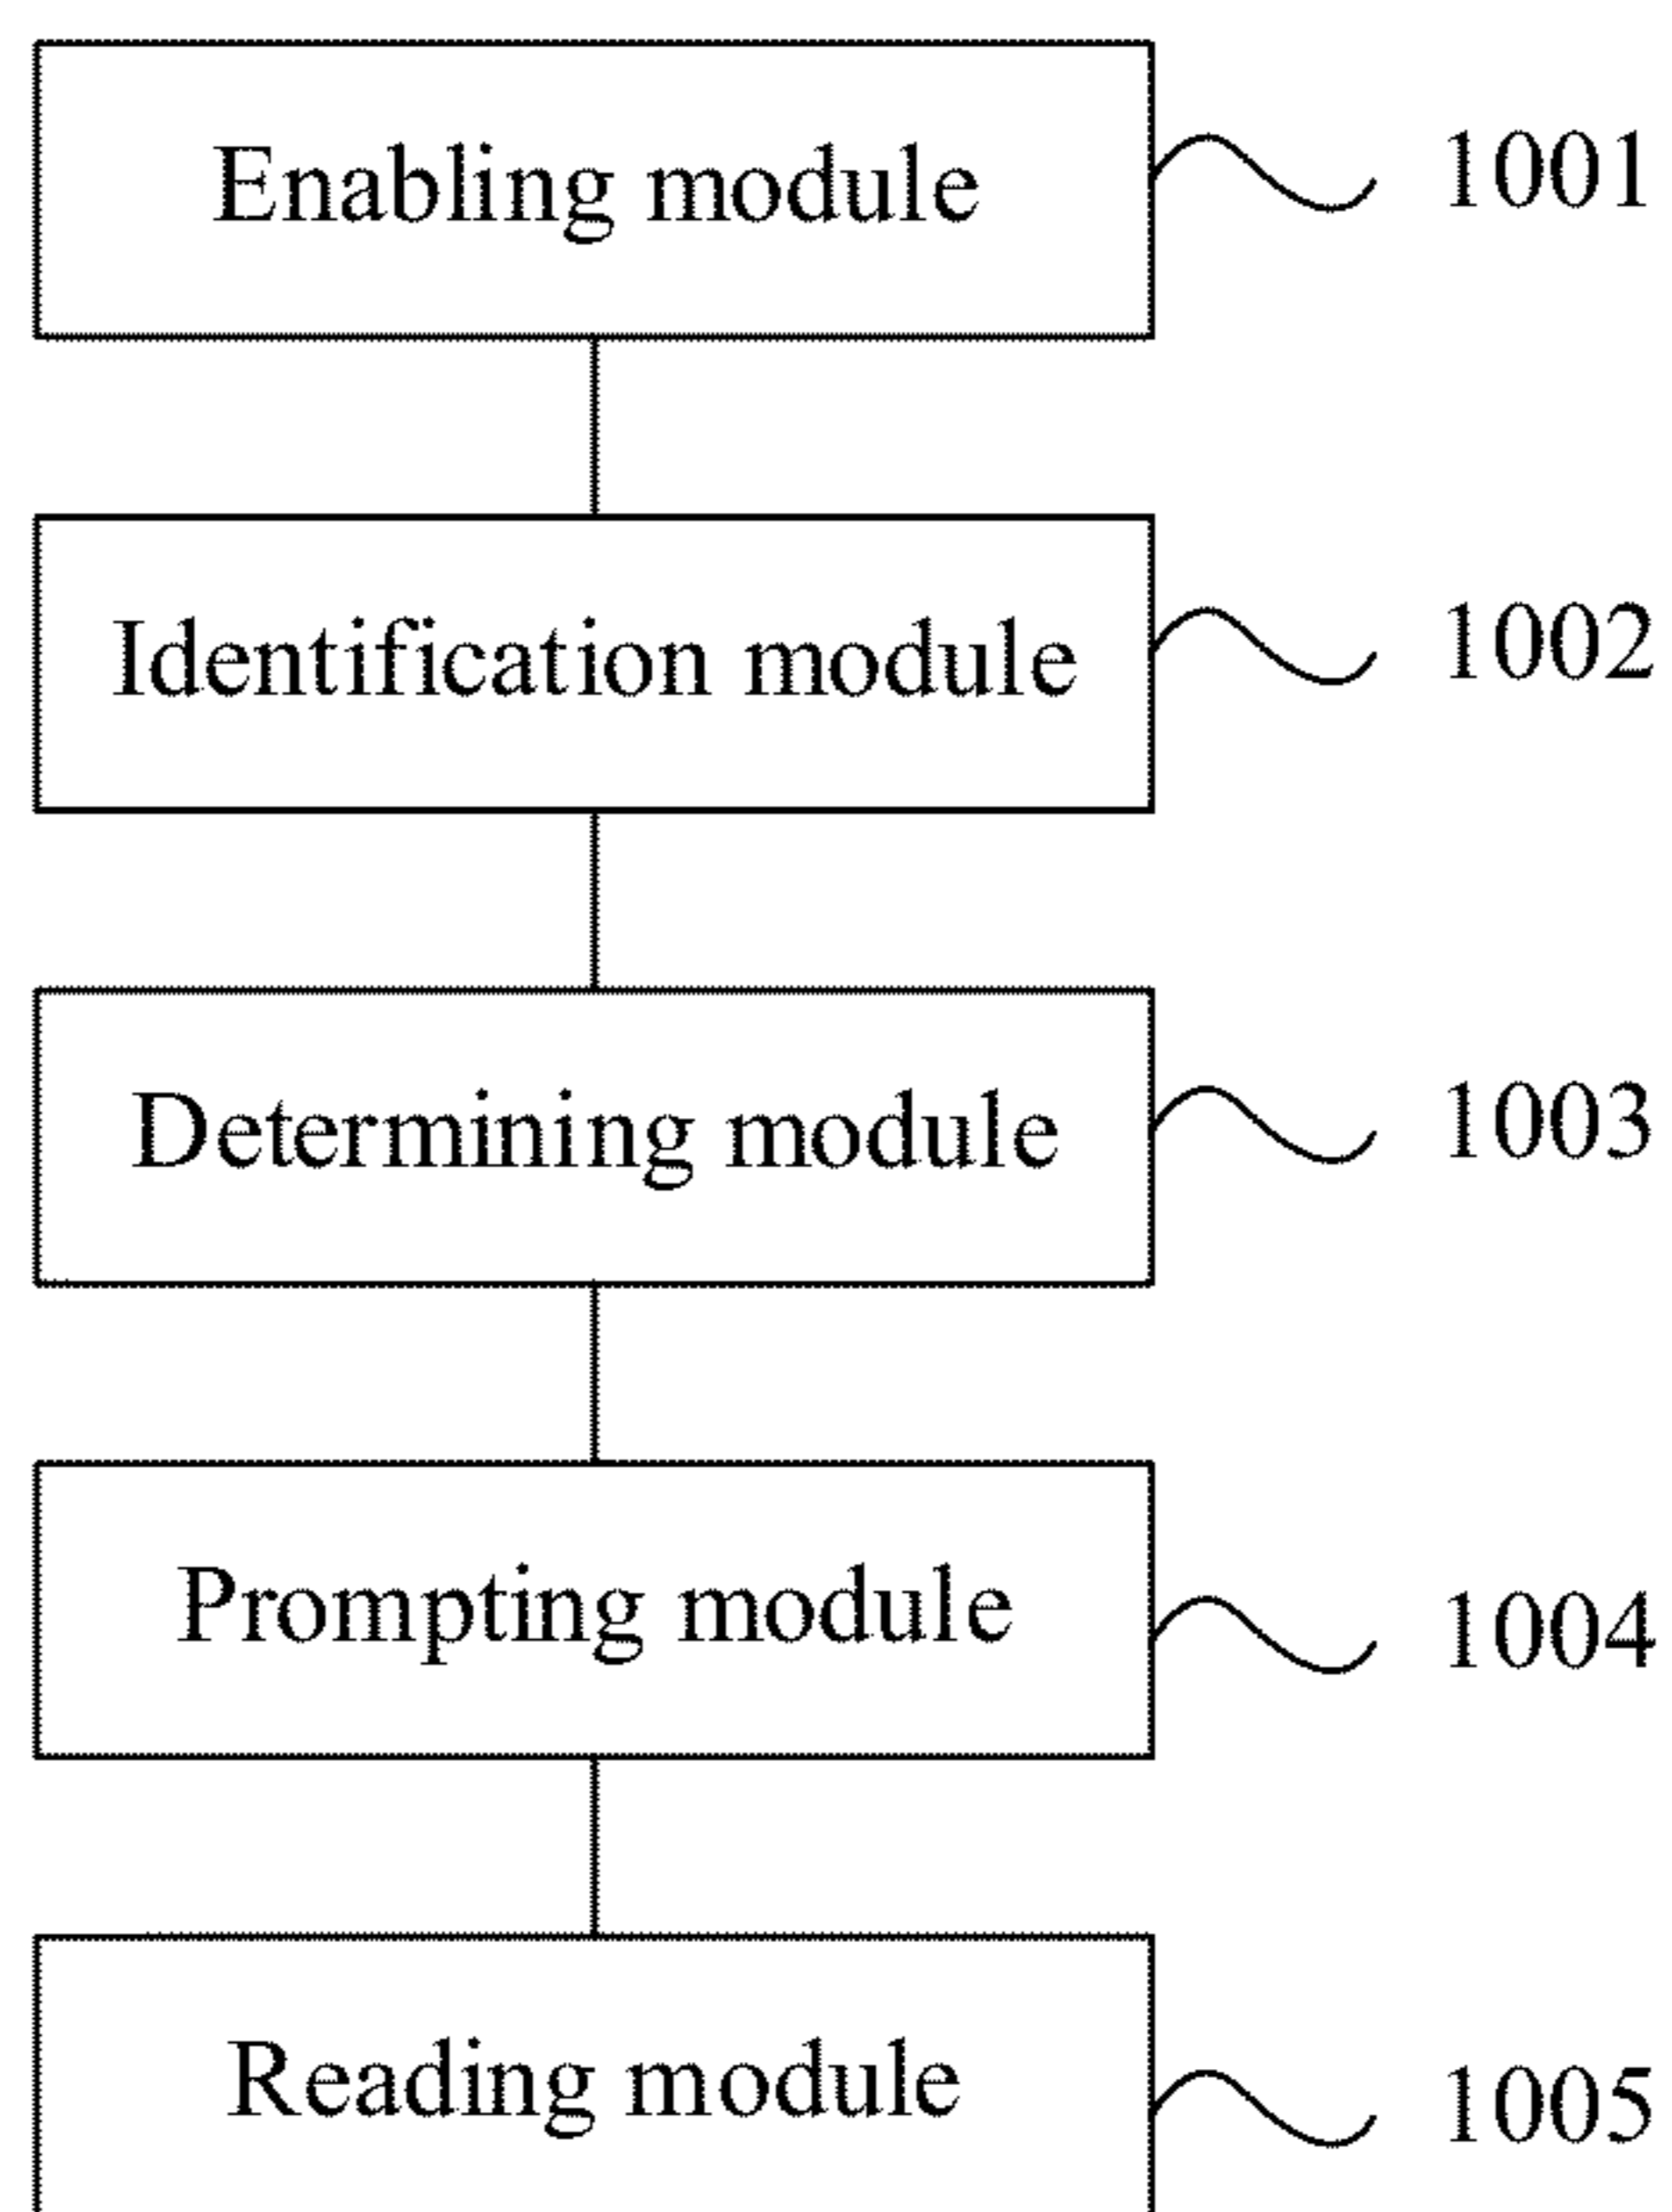 Enabling module 1001
Identification module 1002
Determining module 1003
Prompting module 1004
Reading module 1005